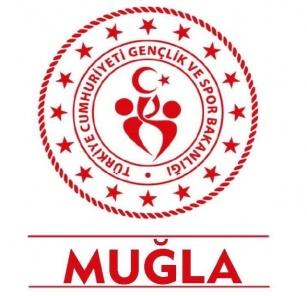 TÜRKİYE CUMHURİYETİ GENÇLİK VE SPOR BAKANLIĞI
MUĞLA